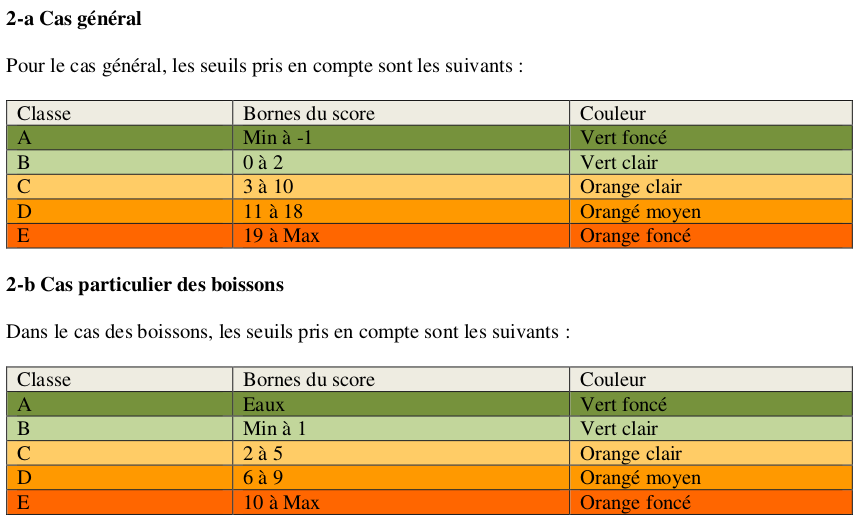 2-a Cas général
Pour le cas général, les seuils pris en compte sont les suivants :
Classe Bornes du score Couleur
A Min à -1 Vert foncé
B 0 à 2 Vert clair
C 3 à 10 Orange clair
D 11 à 18 Orangé moyen
E 19 à Max Orange foncé
2-b Cas particulier des boissons
Dans le cas des boissons, les seuils pris en compte sont les suivants :
Classe Bornes du score Couleur
A Eaux Vert foncé
B Min à 1 Vert clair
C 2 à 5 Orange clair
D 6 à 9 Orangé moyen
E 10 à Max Orange foncé